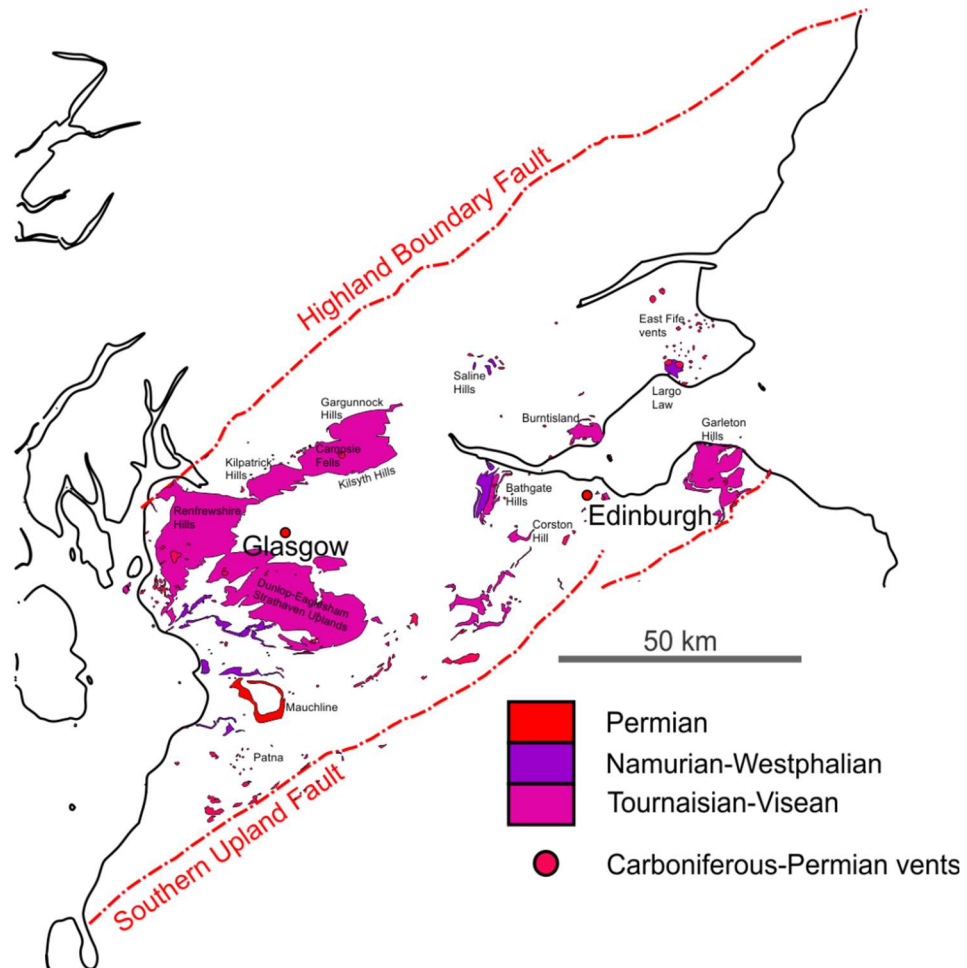 Highland Boundary Fault
East Fife
vents
Saline
Hills
Largo
Law
Gargunnock
Hills
Burntisland
Garleton
Hills
Campsie
Fells
Kilpatrick
Hills
Kilsyth Hills
Bathgate
Hills
Renfrewshire
Hills
Edinburgh
Corston
Hill
Glasgow
Dunlop-Eaglesham
Strathaven Uplands
50 km
Mauchline
Permian
Patna
Namurian-Westphalian
Tournaisian-Visean
Southern Upland Fault
Carboniferous-Permian vents